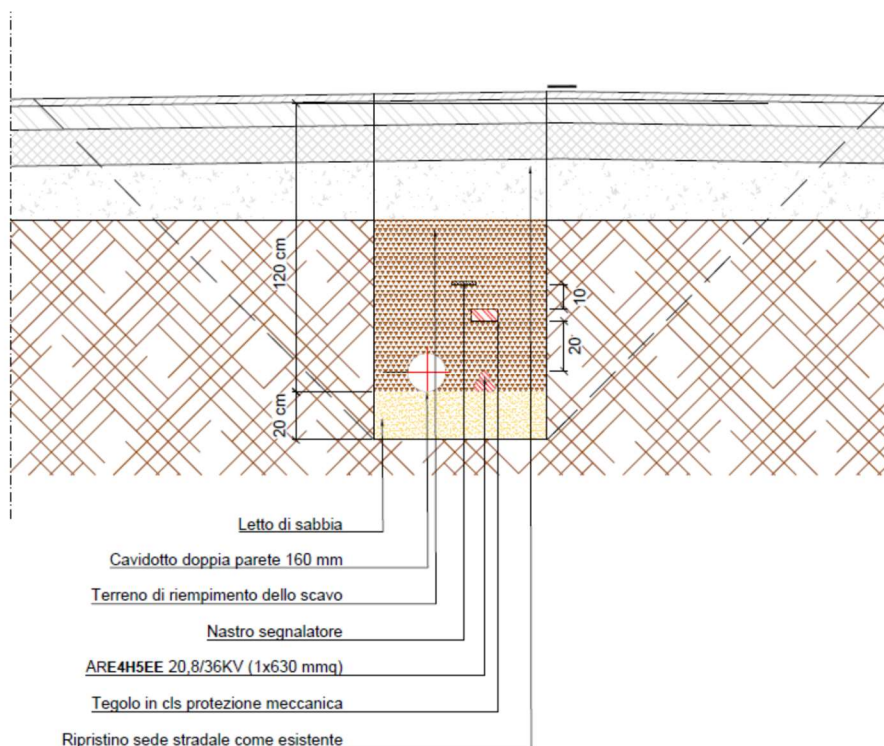 120 cm
10
20
20 cm
Letto di sabbia
Cavidotto doppia parete 160 mm
Terreno di riempimento dello scavo
Nastro segnalatore
ARE4H5EE 20,8/36KV (1x630 mmq)
Tegolo in cls protezione meccanica
Ripristino sede stradale come esistente